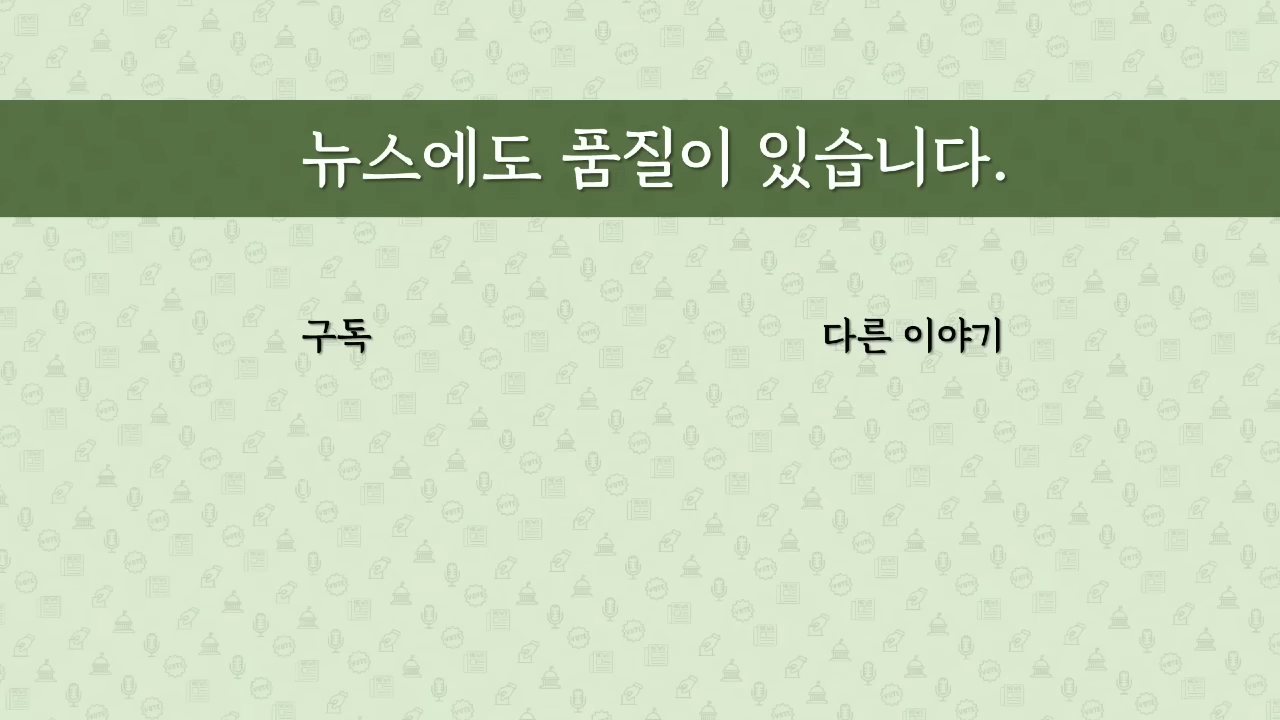 뉴스에도 품질이 있습니다.
구독
다른 이야기